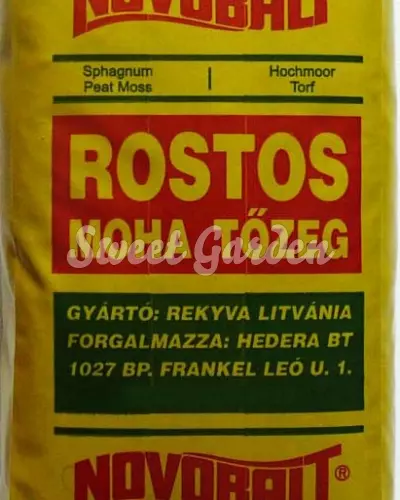 NOVOBALT
Sphagnum
Peat Moss
|
Hochmoor
Torf
ROSTOS
MOHA TŐZEG
Sweet Garden
GYÁRTÓ: REKYVA LITVÁNIA
FORGALMAZZA: HEDERA BT
1027 BP. FRANKEL LEÓ U. 1.
NOVOBALT®